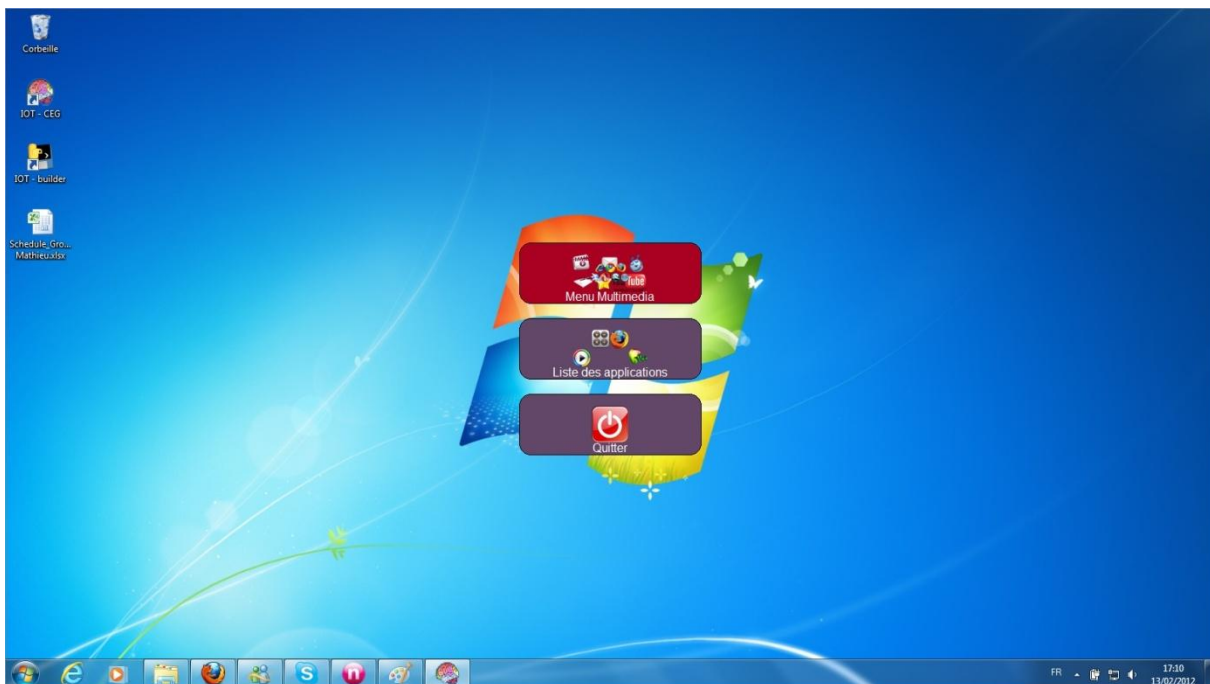 Corbeille
IOT - CEG
IOT - builder
Schedule_Gro...
Mathieu.xlsx
Tube
Menu Multimedia
Liste des applications
Quitter
FR
17:10
13/02/2012